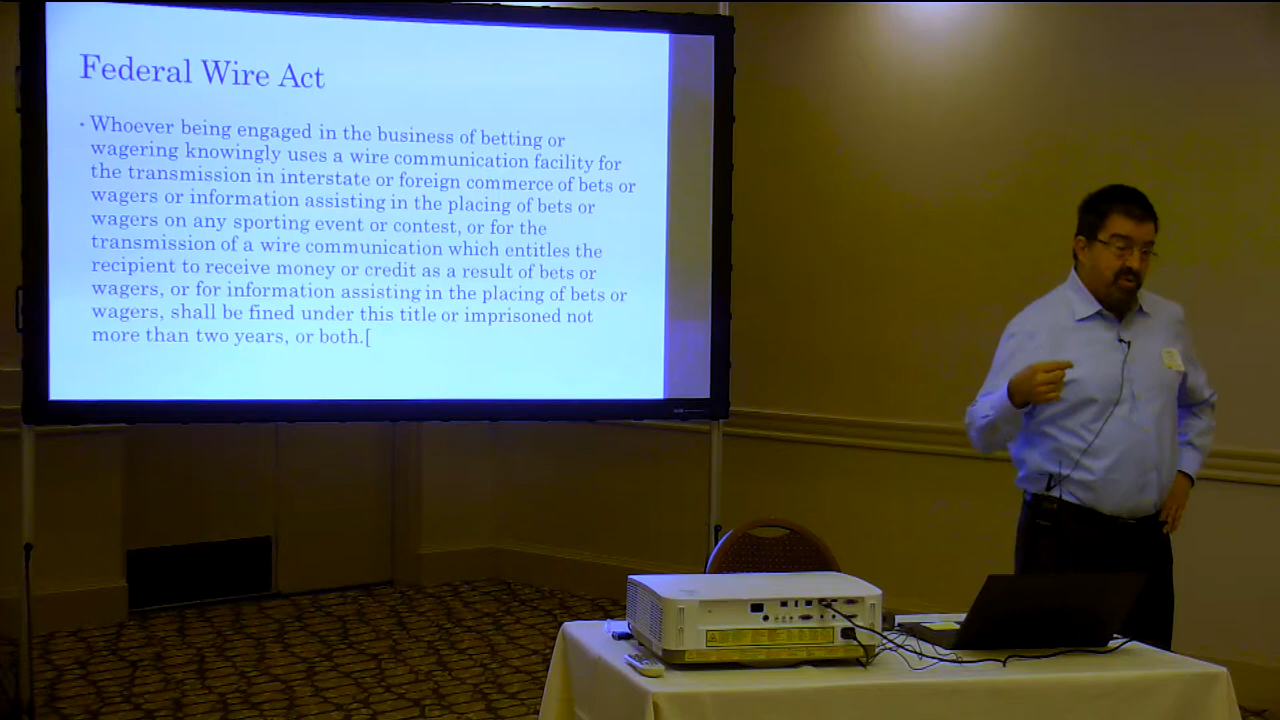 Federal Wire Act
• Whoever being engaged in the business of betting or
wagering knowingly uses a wire communication facility for
the transmission in interstate or foreign commerce of bets or
wagers or information assisting in the placing of bets or
wagers on any sporting event or contest, or for the
transmission of a wire communication which entitles the
recipient to receive money or credit as a result of bets or
wagers, or for information assisting in the placing of bets or
wagers, shall be fined under this title or imprisoned not
more than two years, or both.[